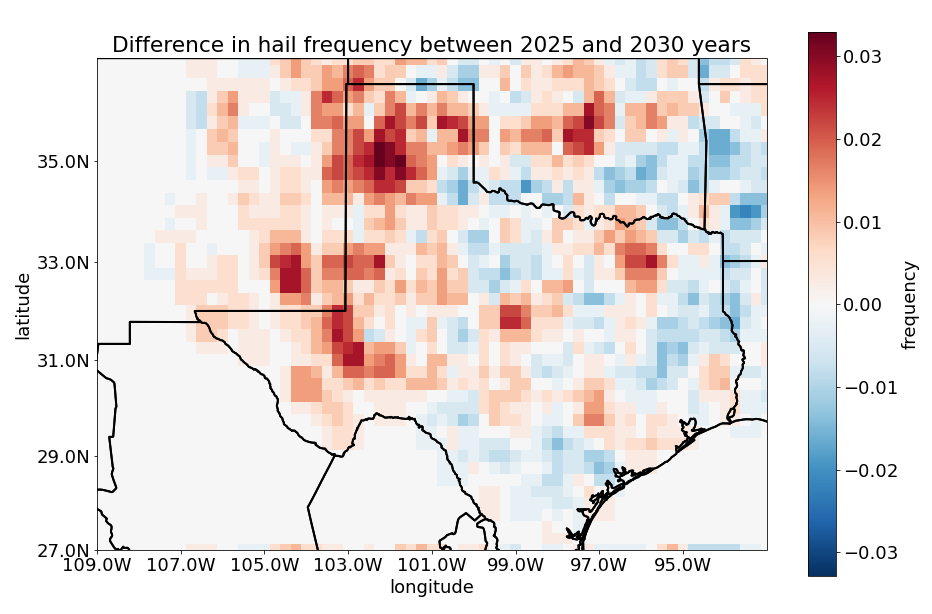 Difference in hail frequency between 2025 and 2030 years
35.0N
33.0N
31.0N
29.0N
27.0N
latitude
109.0W 107.0W 105.0W 103.0W 101.0W 99.0W 97.0W 95.0W
longitude
0.03
0.02
0.01
0.00
−0.01
−0.02
−0.03
frequency